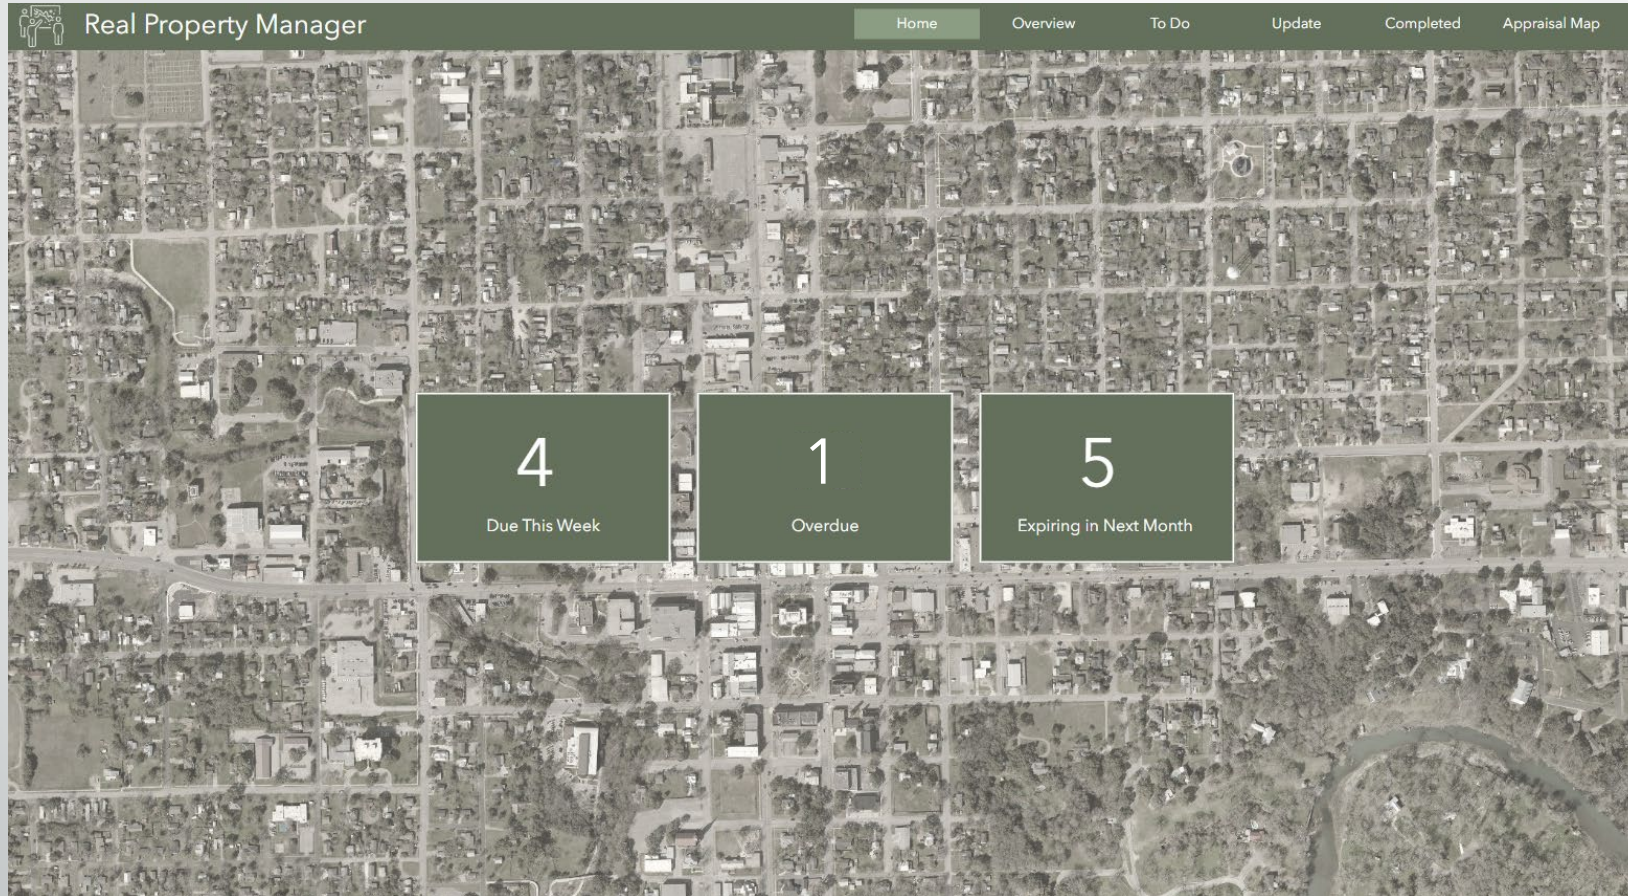 Real Property Manager
Home
Overview
To Do
Update
Completed
Appraisal Map
4
Due This Week
1
Overdue
5
Expiring in Next Month